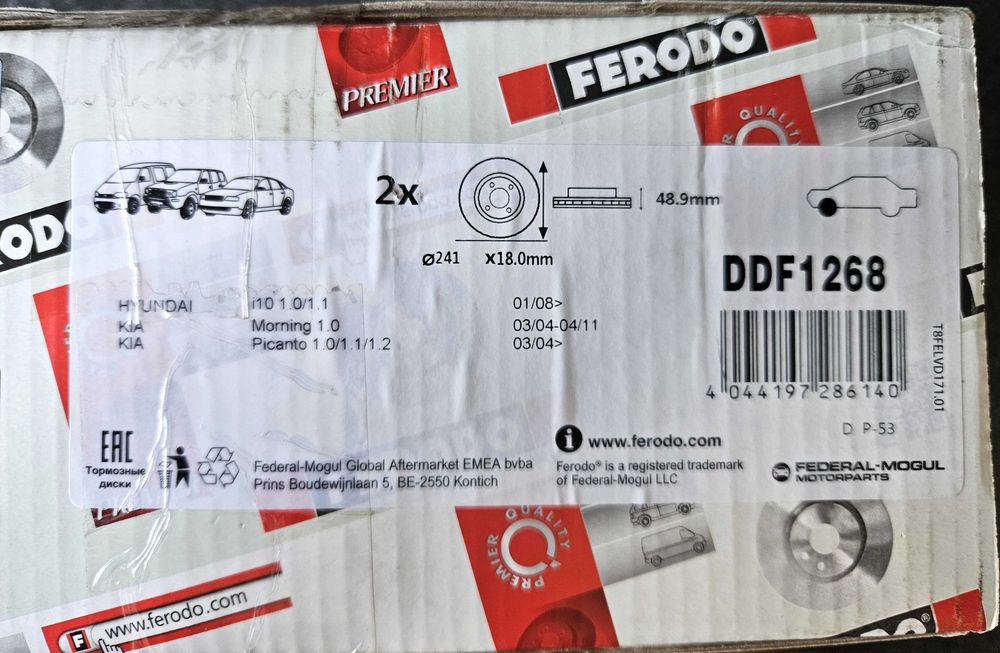 PREMIER
FERODO
R QUALITY
ROD
2x
48.9mm
⌀241 x18.0mm
DDF1268
HYUNDAI i10 1.0/1.1 01/08>
KIA Morning 1.0 03/04-04/11
KIA Picanto 1.0/1.1/1.2 03/04>
4 044197 286140
T8FELVD171.01
D P-53
EAC
Тормозные
диски
i www.ferodo.com
Federal-Mogul Global Aftermarket EMEA bvba
Prins Boudewijnlaan 5, BE-2550 Kontich
Ferodo® is a registered trademark
of Federal-Mogul LLC
FEDERAL-MOGUL
MOTORPARTS
PREMIER QUALITY
F www.ferodo.com
FERODO®